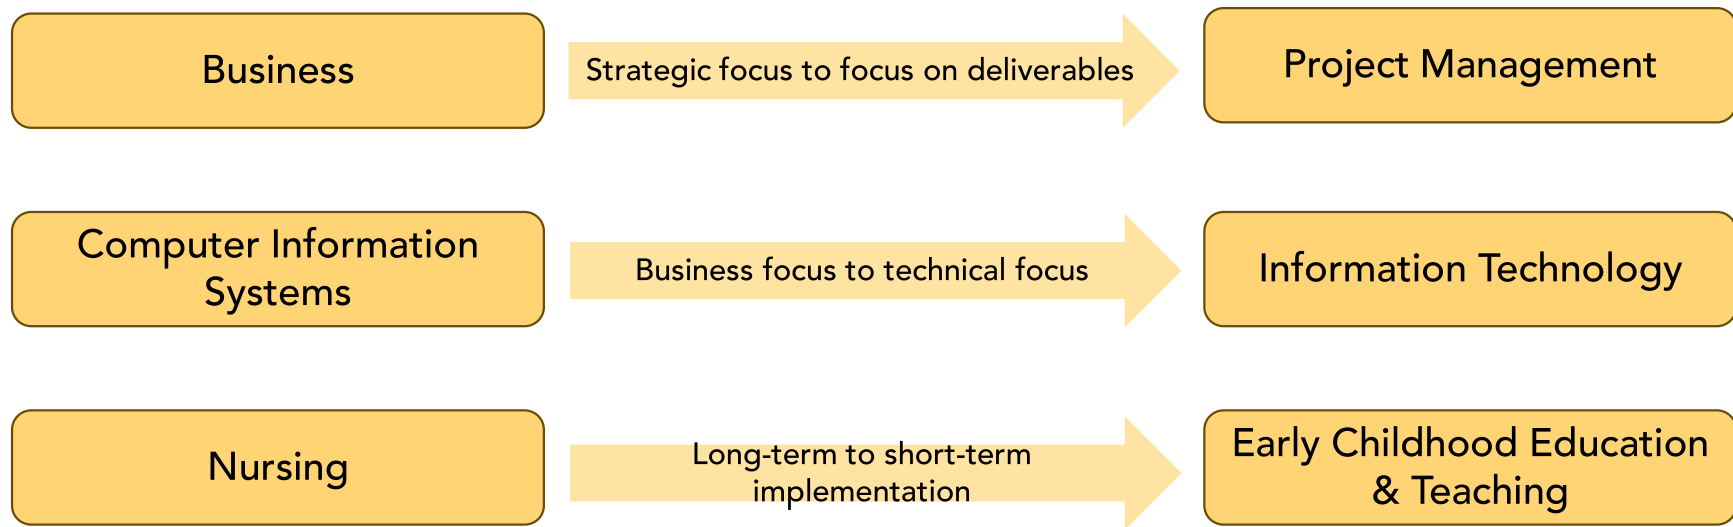 Business
Strategic focus to focus on deliverables
Project Management
Computer Information
Systems
Business focus to technical focus
Information Technology
Nursing
Long-term to short-term
implementation
Early Childhood Education
& Teaching